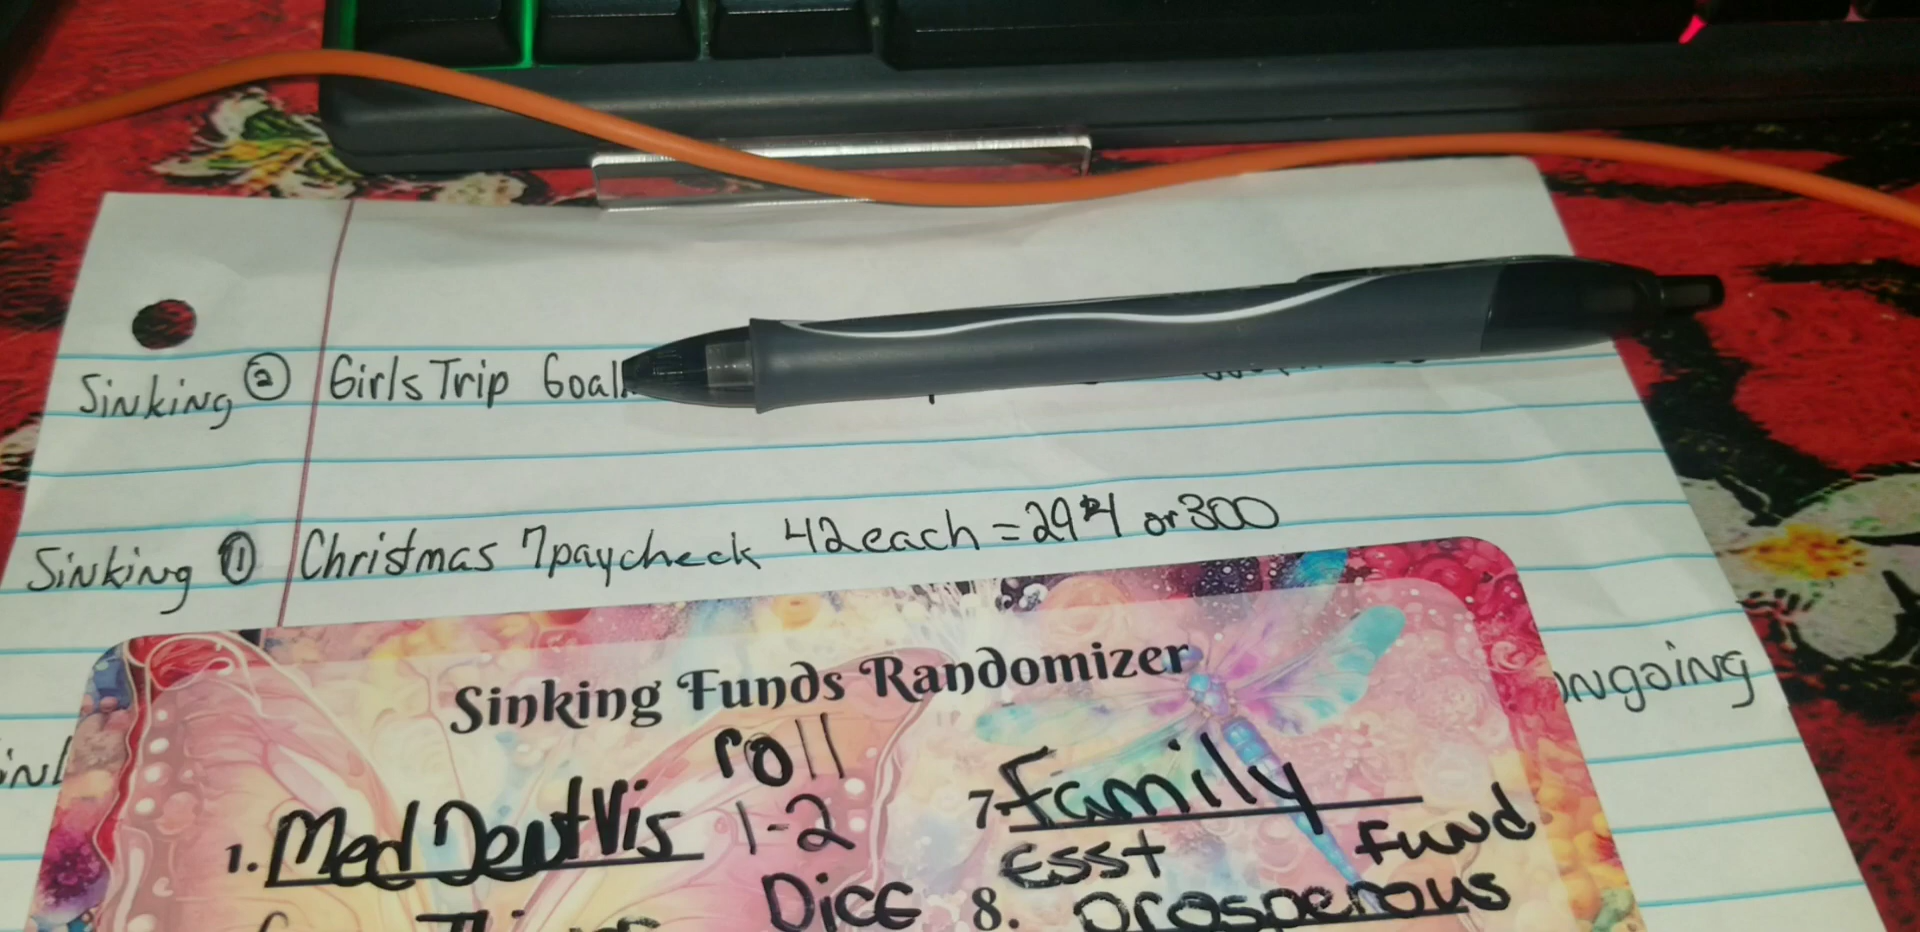 Sinking ② Girls Trip Goal
Sinking ① Christmas 7paycheck 42each = 294 or 300
ongoing
Sinking Funds Randomizer
roll
1. Med Dent Vis 1-2
Dice
7. Family
Esst Fund
8. Prosperous